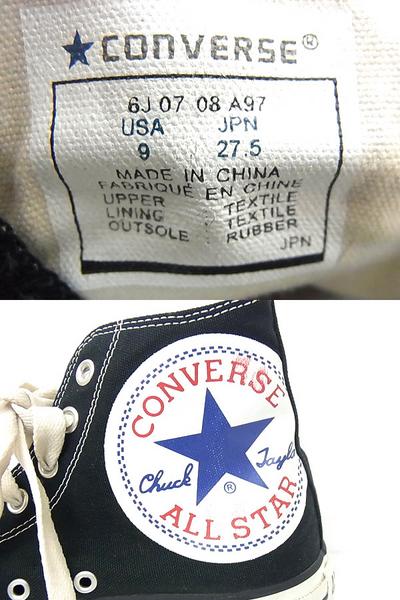 CONVERSE®
6J 07 08 A97
USA JPN
9 27.5
MADE IN CHINA
FABRIQUÉ EN CHINE
UPPER TEXTILE
LINING TEXTILE
OUTSOLE RUBBER
JPN
CONVERSE
Chuck Taylo
®
ALL STAR